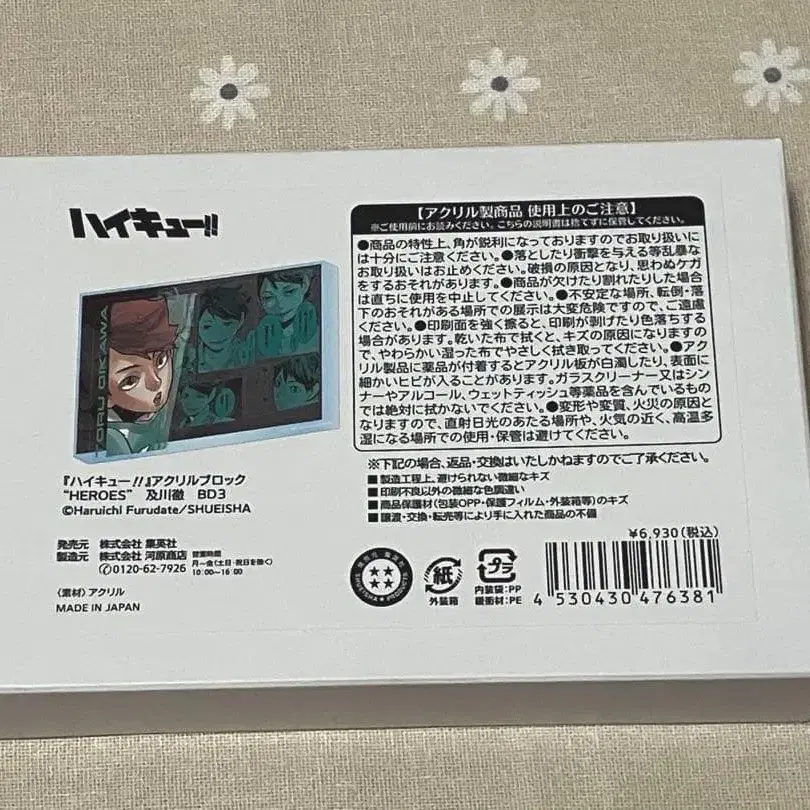 ハイキュー!!
TORU OIKAWA
『ハイキュー!!』アクリルブロック
“HEROES” 及川徹 BD3
©Haruichi Furudate/SHUEISHA
発売元 株式会社 集英社
製造元 株式会社 河原商店
0120-62-7926
営業時間
月～金(土日・祝日を除く)
10:00～16:00
〈素材〉アクリル
MADE IN JAPAN
【アクリル製商品 使用上のご注意】
※ご使用前にお読みください。こちらの説明書は捨てずに保管してください。
●商品の特性上、角が鋭利になっておりますのでお取り扱いに
は十分にご注意ください。●落としたり衝撃を与える等乱暴な
お取り扱いはお止めください。破損の原因となり、思わぬケガ
をするおそれがあります。●商品が欠けたり割れたりした場合
は直ちに使用を中止してください。●不安定な場所、転倒・落
下のおそれがある場所での展示は大変危険ですので、ご遠慮
ください。●印刷面を強く擦ると、印刷が剥げたり色落ちする
場合があります。乾いた布で拭くと、キズの原因になりますの
で、やわらかい湿った布でやさしく拭き取ってください。●アク
リル製品に薬品が付着するとアクリル板が白濁したり、表面に
細かいヒビが入ることがあります。ガラスクリーナー又はシン
ナーやアルコール、ウェットティッシュ等薬品を含んでいるもの
では絶対に拭かないでください。●変形や変質、火災の原因と
なりますので、直射日光のあたる場所や、火気の近く、高温多
湿になる場所での使用・保管は避けてください。
※下記の場合、返品・交換はいたしかねますのでご了承ください。
■製造工程上、避けられない微細なキズ
■印刷不良以外の微細な色調違い
■商品保護材(包装OPP・保護フィルム・外装箱等)のキズ
■譲渡・交換・転売等により手に入れた商品の不備
¥6,930(税込)
SHUEISHA PRODUCTS
紙
外装箱
プラ
内装袋:PP
緩衝材:PE
4 530430 476381